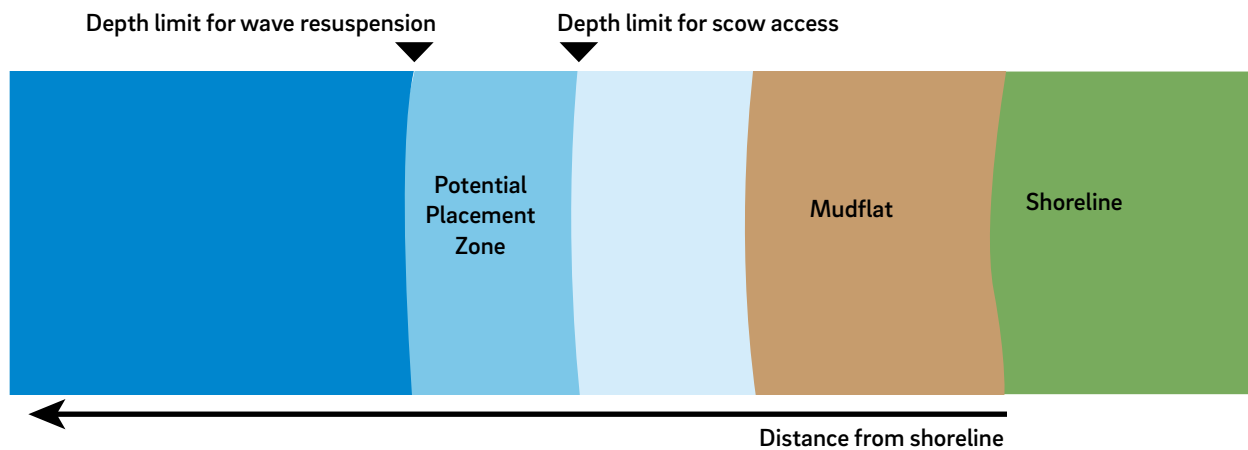 Depth limit for wave resuspension
Depth limit for scow access
Potential
Placement
Zone
Mudflat
Shoreline
Distance from shoreline